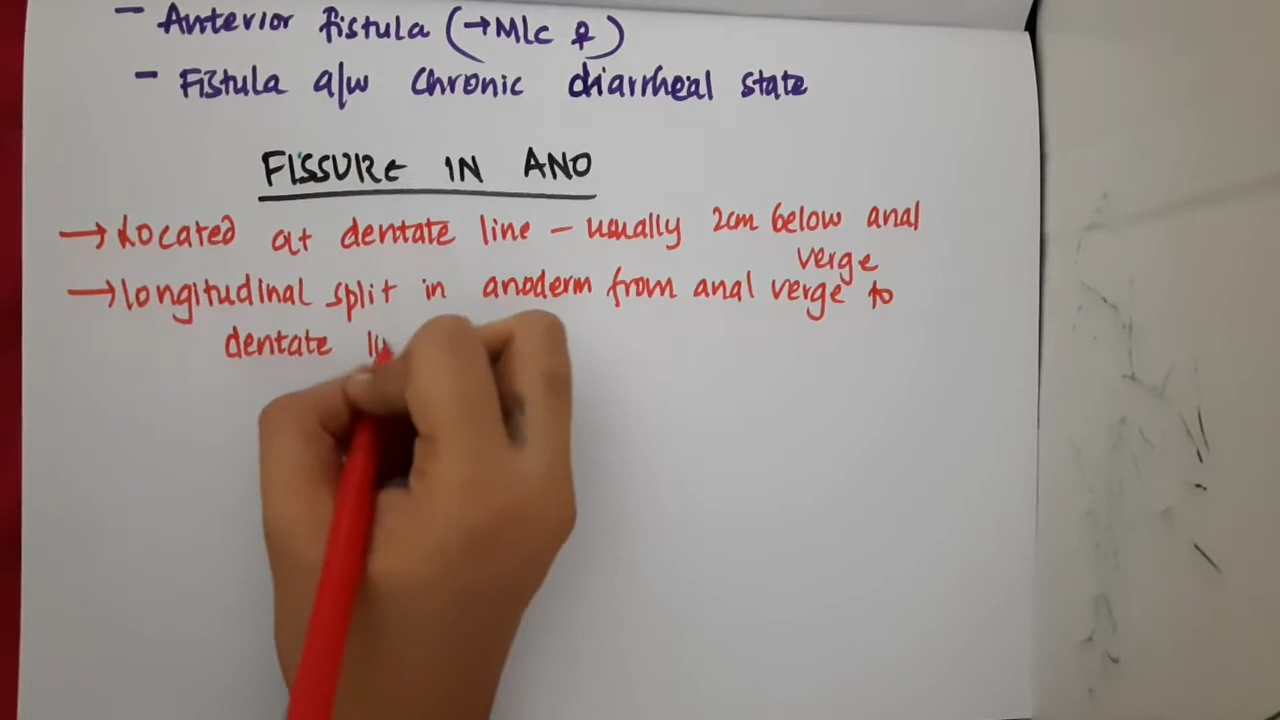 - Anterior fistula (→ Mlc ♀)
- Fistula a/w chronic diarrheal state
FISSURE IN ANO
→ Located at dentate line - usually 2cm below anal
verge
→ longitudinal split in anoderm from anal verge to
dentate